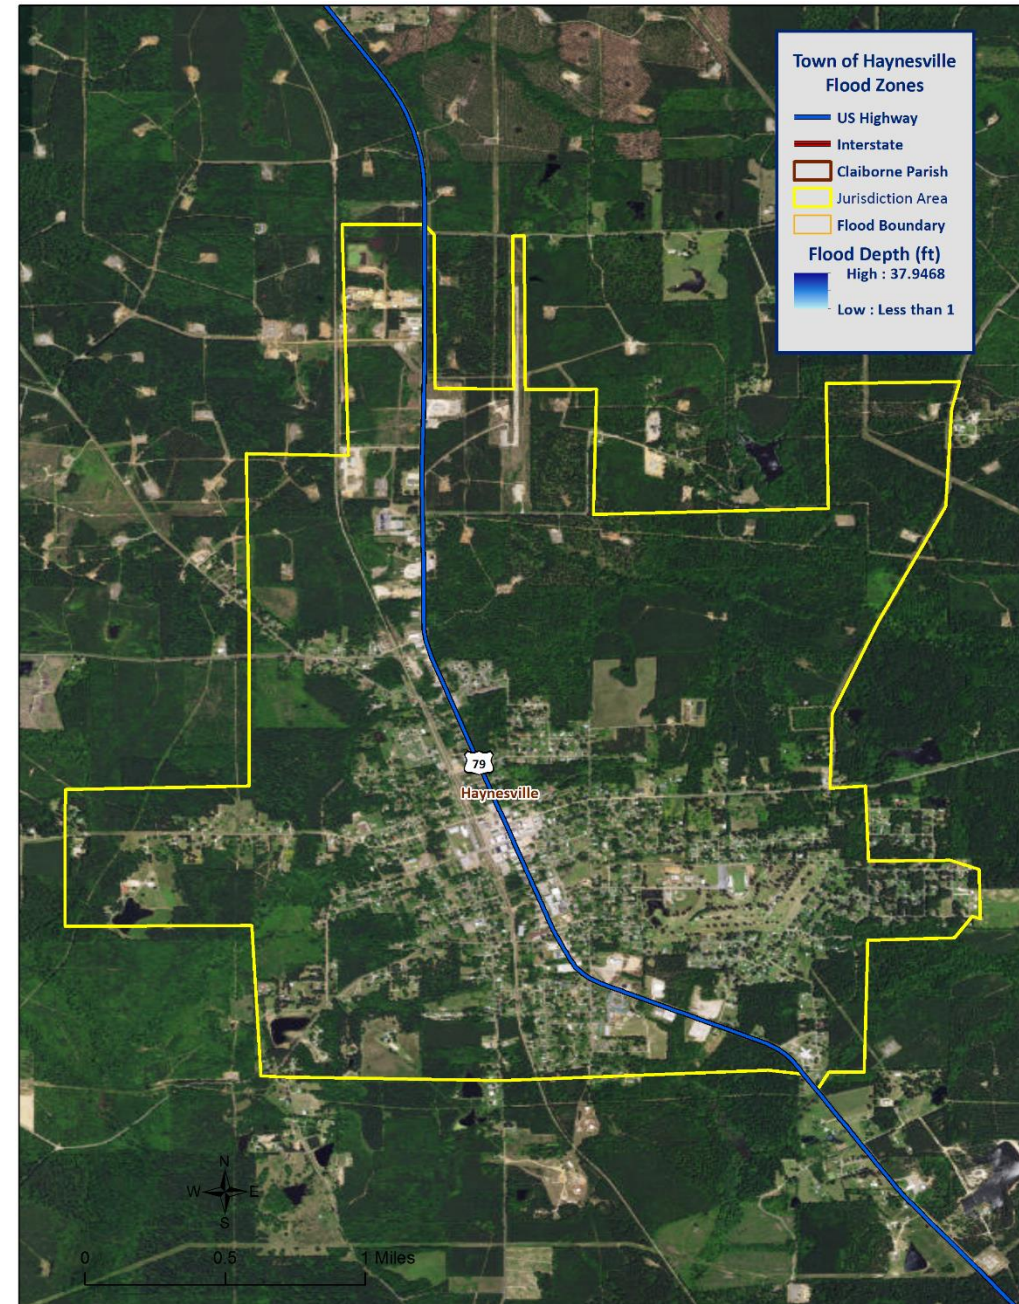 Town of Haynesville
Flood Zones
US Highway
Interstate
Claiborne Parish
Jurisdiction Area
Flood Boundary
Flood Depth (ft)
High : 37.9468
Low : Less than 1
79
Haynesville
N
W E
S
0 0.5 1 Miles